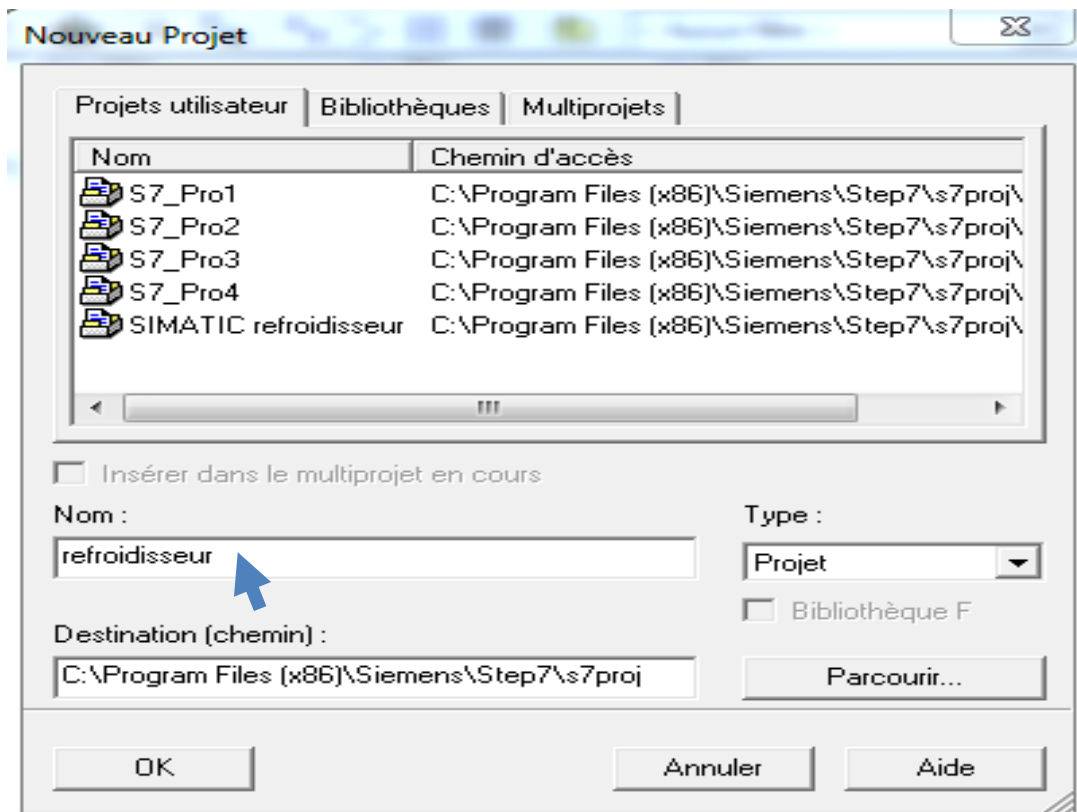 Nouveau Projet
Projets utilisateur Bibliothèques Multiprojets
Nom Chemin d'accès
S7_Pro1 C:\Program Files (x86)\Siemens\Step7\s7proj\
S7_Pro2 C:\Program Files (x86)\Siemens\Step7\s7proj\
S7_Pro3 C:\Program Files (x86)\Siemens\Step7\s7proj\
S7_Pro4 C:\Program Files (x86)\Siemens\Step7\s7proj\
SIMATIC refroidisseur C:\Program Files (x86)\Siemens\Step7\s7proj\
Insérer dans le multiprojet en cours
Nom : Type :
refroidisseur Projet
Bibliothèque F
Destination (chemin) :
C:\Program Files (x86)\Siemens\Step7\s7proj Parcourir...
OK Annuler Aide